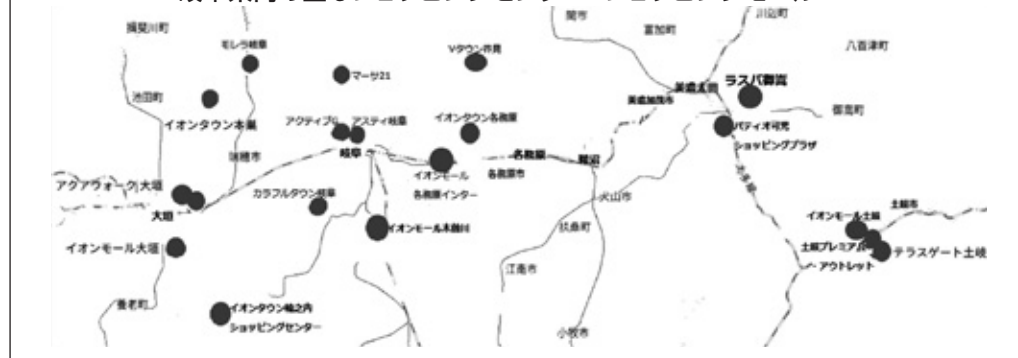 関市
川辺町
揖斐川町
富加町
モレラ岐阜
Vタウン芥見
八百津町
マーサ21
ラスパ御嵩
美濃太田
池田町
美濃加茂市
御嵩町
イオンタウン本巣
アクティブG
アスティ岐阜
イオンタウン各務原
パティオ可児
ショッピングプラザ
瑞穂市
岐阜
各務原
鵜沼
イオンモール
各務原インター
各務原市
太多線
アクアウォーク大垣
カラフルタウン岐阜
犬山市
土岐市
大垣
イオンモール土岐
扶桑町
イオンモール木曽川
イオンモール大垣
土岐プレミアム
アウトレット
テラスゲート土岐
江南市
養老町
イオンタウン輪之内
ショッピングセンター
小牧市